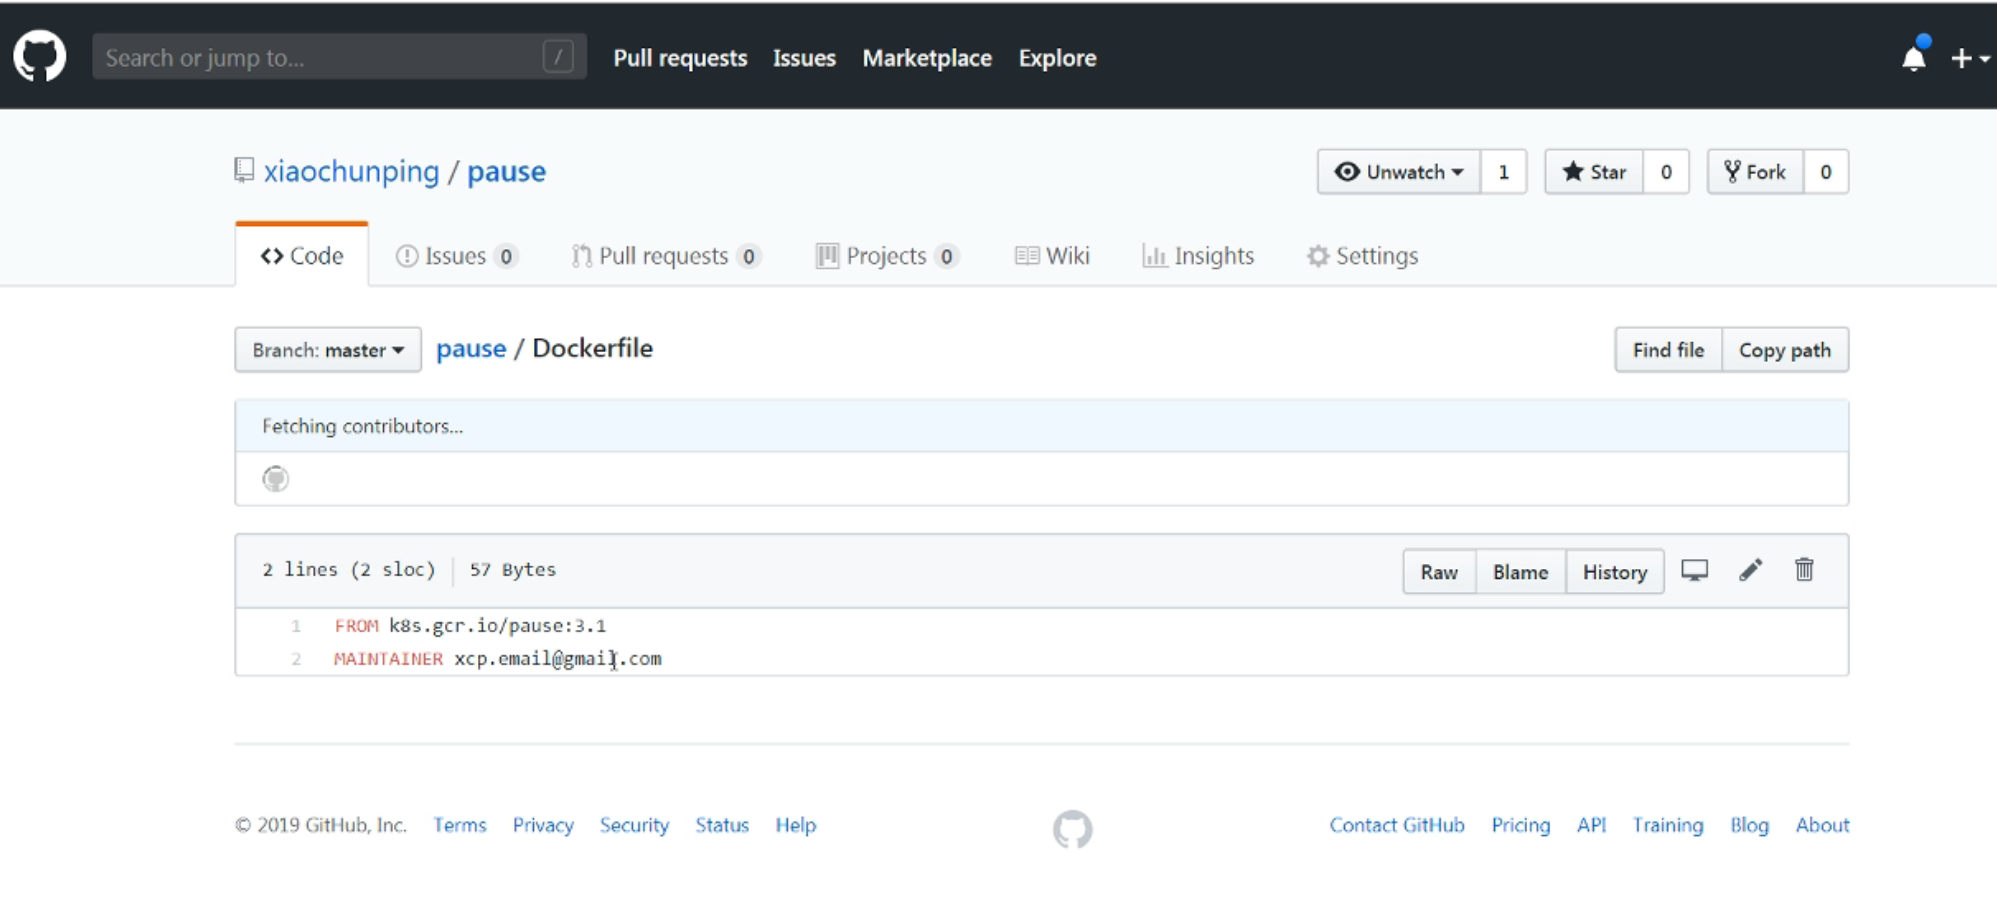 Search or jump to... / Pull requests Issues Marketplace Explore
xiaochunping / pause Unwatch 1 Star 0 Fork 0
Code Issues 0 Pull requests 0 Projects 0 Wiki Insights Settings
Branch: master pause / Dockerfile Find file Copy path
Fetching contributors...
2 lines (2 sloc) 57 Bytes Raw Blame History
1 FROM k8s.gcr.io/pause:3.1
2 MAINTAINER xcp.email@gmail.com
© 2019 GitHub, Inc. Terms Privacy Security Status Help Contact GitHub Pricing API Training Blog About